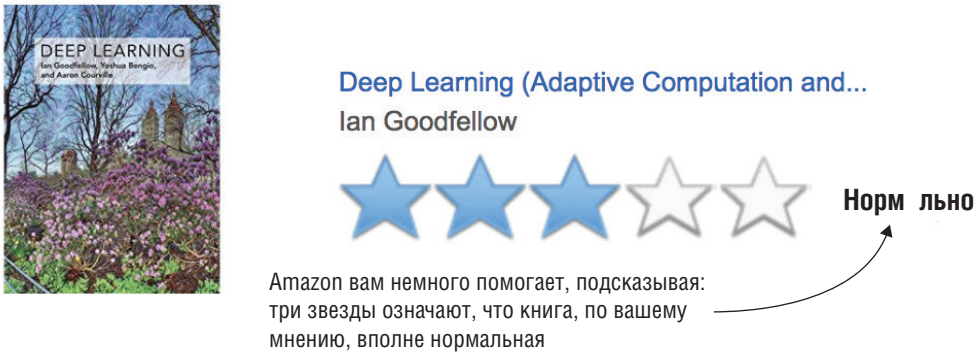 DEEP LEARNING
Ian Goodfellow, Yoshua Bengio,
and Aaron Courville
Deep Learning (Adaptive Computation and...
Ian Goodfellow
Норм льно
Amazon вам немного помогает, подсказывая:
три звезды означают, что книга, по вашему
мнению, вполне нормальная